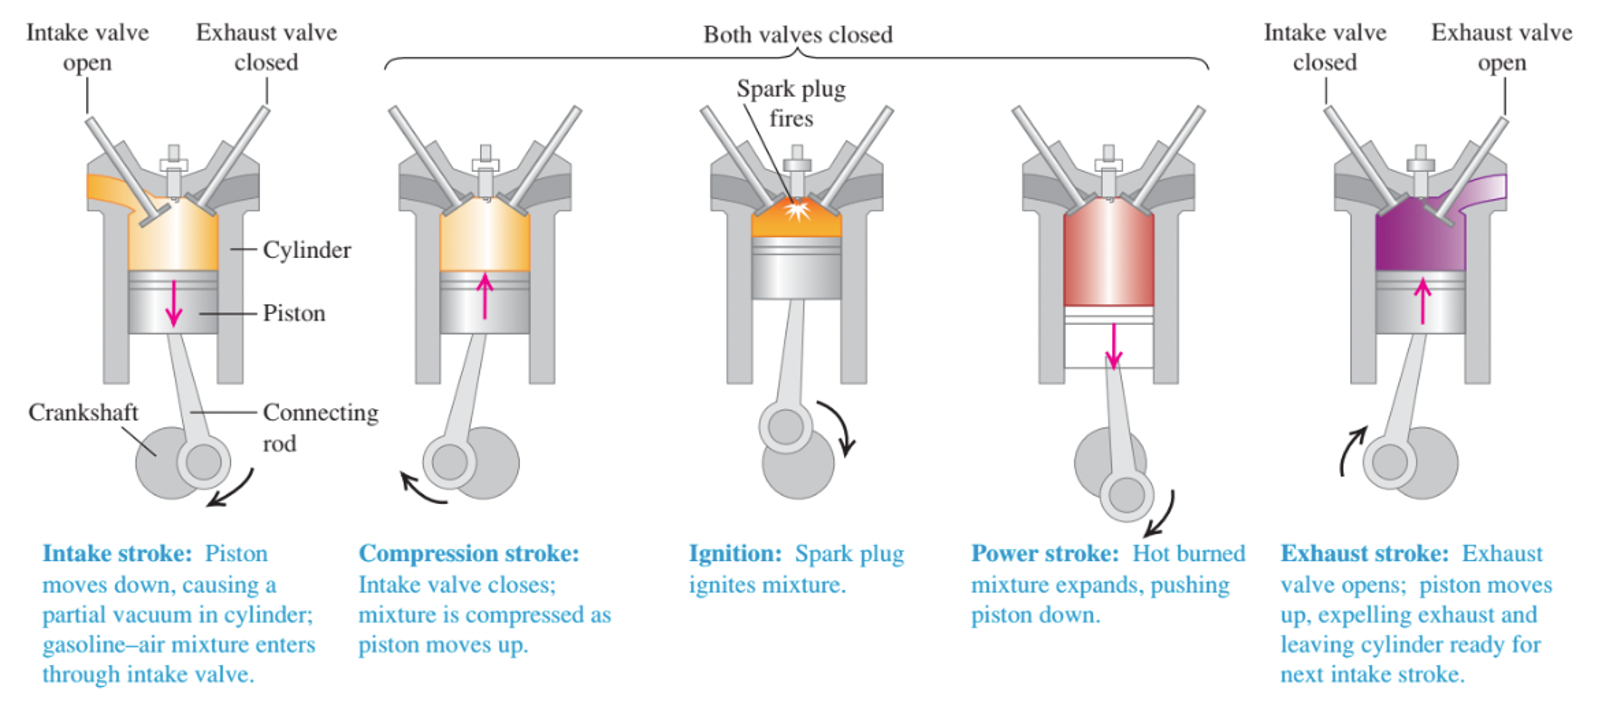 Intake valve
open
Exhaust valve
closed
Both valves closed
Spark plug
fires
Intake valve
closed
Exhaust valve
open
Cylinder
Piston
Crankshaft
Connecting
rod
Intake stroke: Piston
moves down, causing a
partial vacuum in cylinder;
gasoline–air mixture enters
through intake valve.
Compression stroke:
Intake valve closes;
mixture is compressed as
piston moves up.
Ignition: Spark plug
ignites mixture.
Power stroke: Hot burned
mixture expands, pushing
piston down.
Exhaust stroke: Exhaust
valve opens; piston moves
up, expelling exhaust and
leaving cylinder ready for
next intake stroke.